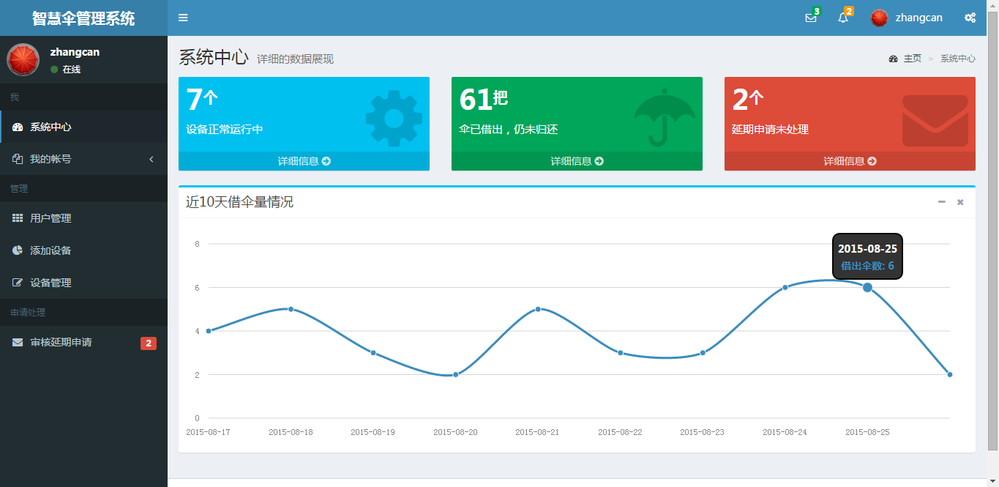 智慧伞管理系统
3
2
zhangcan
zhangcan
在线
我
系统中心
我的帐号
管理
用户管理
添加设备
设备管理
申请处理
审核延期申请 2
系统中心 详细的数据展现
主页 > 系统中心
7个
设备正常运行中
详细信息
61把
伞已借出，仍未归还
详细信息
2个
延期申请未处理
详细信息
近10天借伞量情况
8
6
4
2
0
2015-08-25
借出伞数: 6
2015-08-17 2015-08-18 2015-08-19 2015-08-20 2015-08-21 2015-08-22 2015-08-23 2015-08-24 2015-08-25